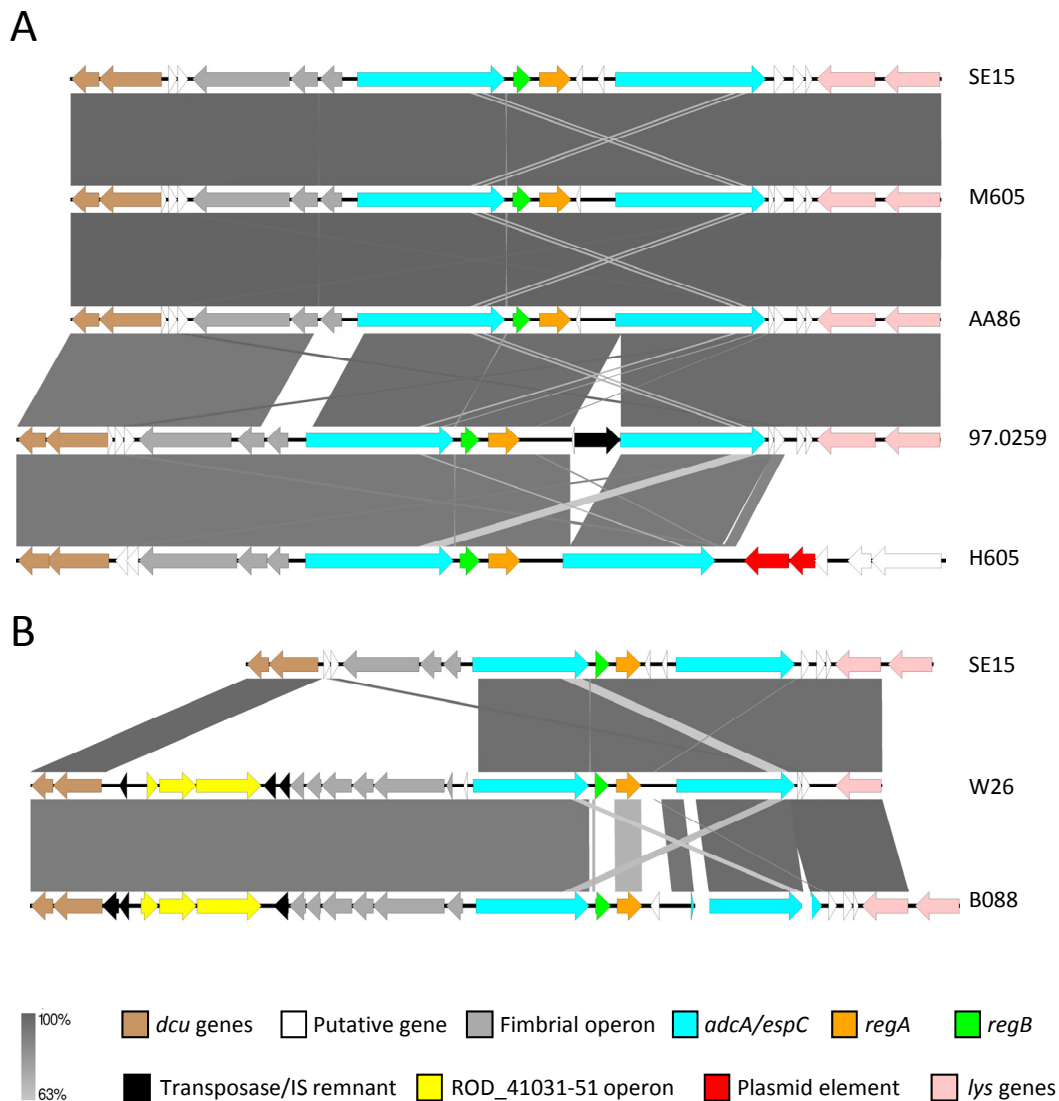 A
SE15
M605
AA86
97.0259
H605
B
SE15
W26
B088
100%
63%
dcu genes
Putative gene
Fimbrial operon
adcA/espC
regA
regB
Transposase/IS remnant
ROD_41031-51 operon
Plasmid element
lys genes